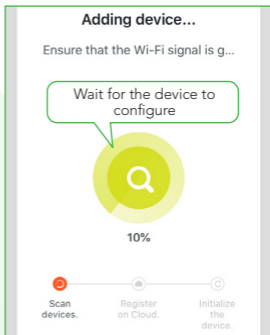 Adding device...
Ensure that the Wi-Fi signal is g...
Wait for the device to
configure
10%
Scan
devices.
Register
on Cloud.
Initialize
the
device.